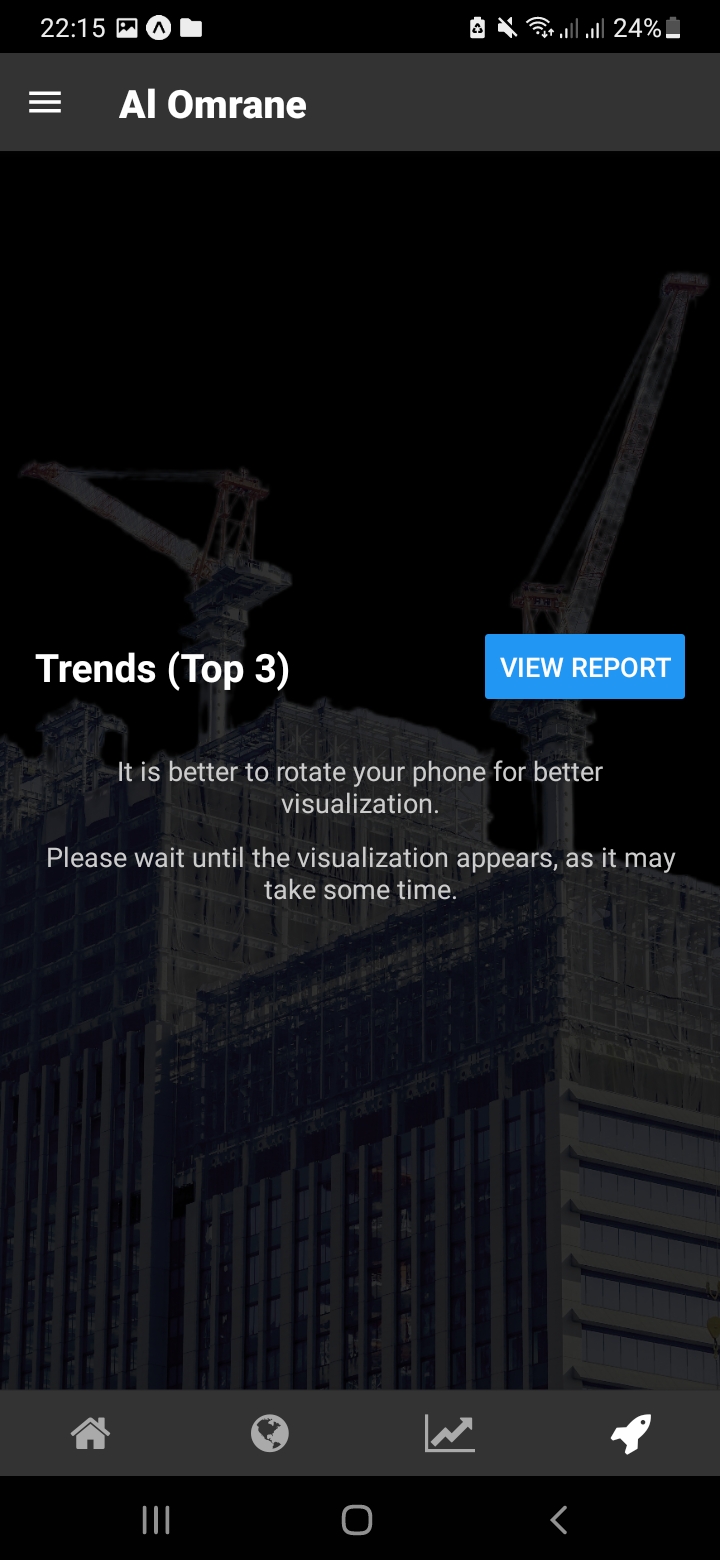 22:15
24%
Al Omrane
Trends (Top 3)
VIEW REPORT
It is better to rotate your phone for better
visualization.
Please wait until the visualization appears, as it may
take some time.